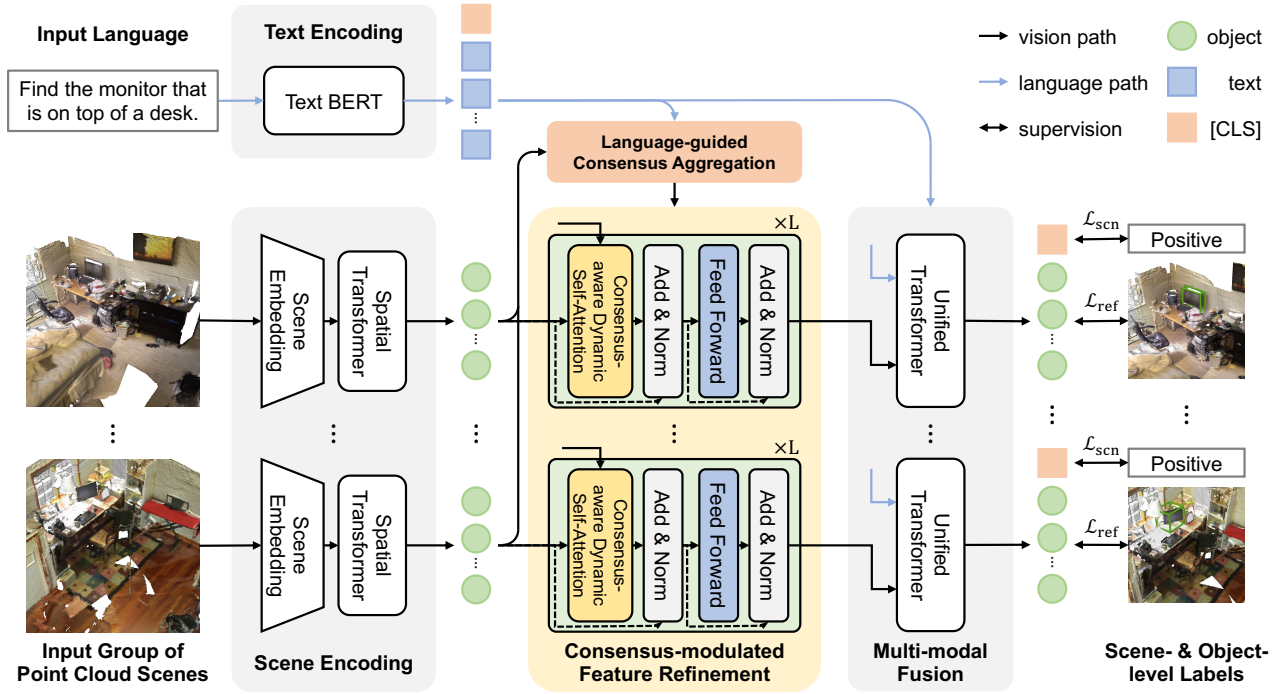 Input Language
Find the monitor that
is on top of a desk.
Text Encoding
Text BERT
vision path
language path
supervision
object
text
[CLS]
Language-guided
Consensus Aggregation
Scene
Embedding
Spatial
Transformer
×L
Consensus-
aware Dynamic
Self-Attention
Add & Norm
Feed Forward
Add & Norm
Unified
Transformer
ℒscn
Positive
ℒref
Scene
Embedding
Spatial
Transformer
×L
Consensus-
aware Dynamic
Self-Attention
Add & Norm
Feed Forward
Add & Norm
Unified
Transformer
ℒscn
Positive
ℒref
Input Group of
Point Cloud Scenes
Scene Encoding
Consensus-modulated
Feature Refinement
Multi-modal
Fusion
Scene- & Object-
level Labels